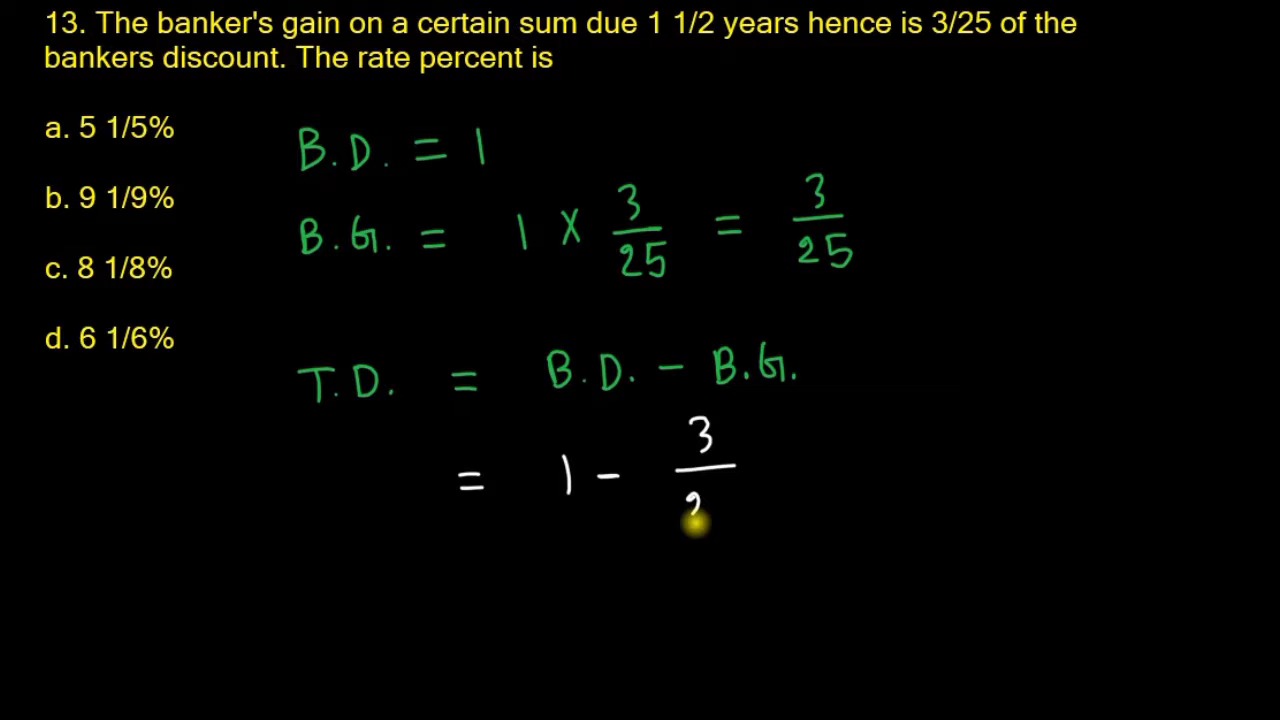 13. The banker's gain on a certain sum due 1 1/2 years hence is 3/25 of the
bankers discount. The rate percent is
a. 5 1/5%
b. 9 1/9%
c. 8 1/8%
d. 6 1/6%
B.D. = 1
B.G. = 1 × 3/25 = 3/25
T.D. = B.D. - B.G.
= 1 - 3/2